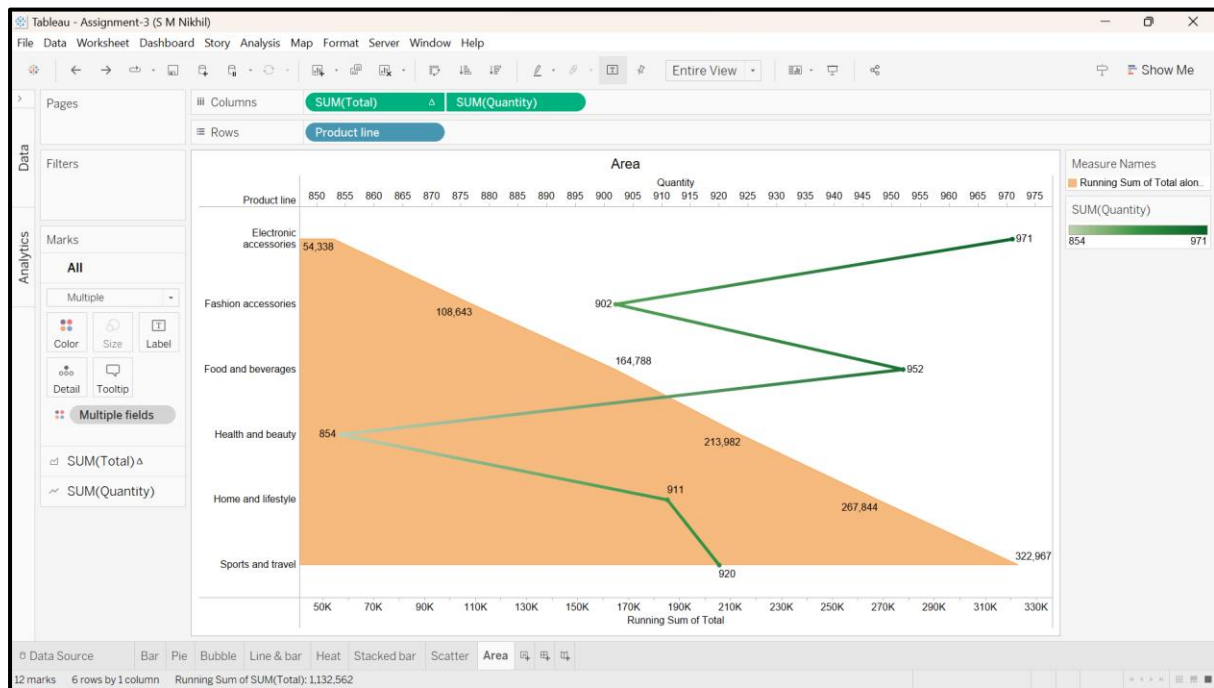 Tableau - Assignment-3 (S M Nikhil)
File Data Worksheet Dashboard Story Analysis Map Format Server Window Help
Entire View
Show Me
Pages
Columns SUM(Total) Δ SUM(Quantity)
Rows Product line
Data
Analytics
Filters
Marks
All
Multiple
Color Size Label
Detail Tooltip
Multiple fields
SUM(Total) Δ
SUM(Quantity)
Area
Quantity
Product line 850 855 860 865 870 875 880 885 890 895 900 905 910 915 920 925 930 935 940 945 950 955 960 965 970 975
Electronic
accessories 54,338 971
Fashion accessories 108,643 902
Food and beverages 164,788 952
Health and beauty 854 213,982
Home and lifestyle 911 267,844
Sports and travel 920 322,967
50K 70K 90K 110K 130K 150K 170K 190K 210K 230K 250K 270K 290K 310K 330K
Running Sum of Total
Measure Names
Running Sum of Total alon..
SUM(Quantity)
854 971
Data Source Bar Pie Bubble Line & bar Heat Stacked bar Scatter Area
12 marks 6 rows by 1 column Running Sum of SUM(Total): 1,132,562